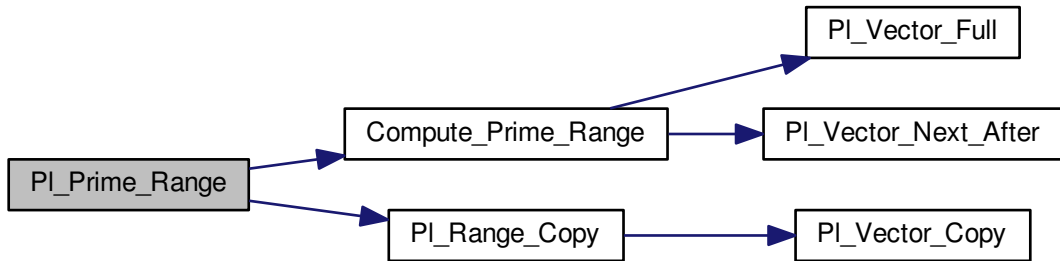 Pl_Prime_Range
Compute_Prime_Range
Pl_Range_Copy
Pl_Vector_Full
Pl_Vector_Next_After
Pl_Vector_Copy